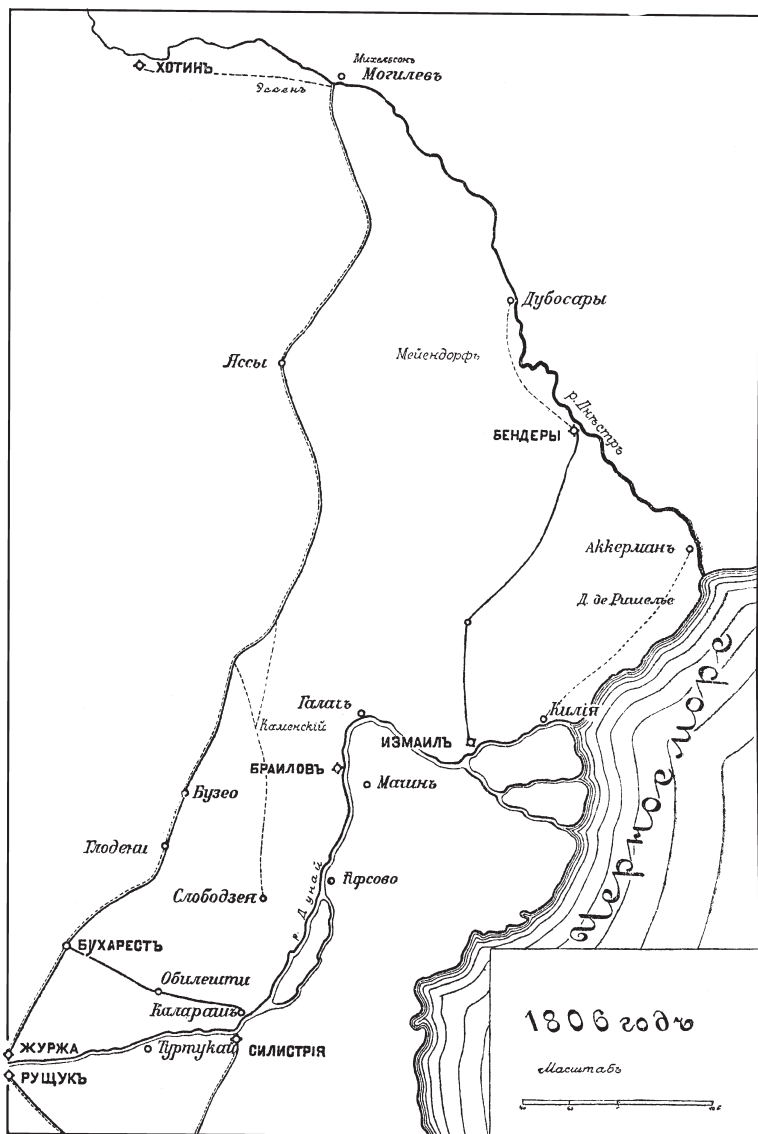 Михельсонъ
Могилевъ
ХОТИНЪ
Эссенъ
Дубосары
Мейендорфъ
Яссы
р. Днѣстръ
БЕНДЕРЫ
Аккерманъ
Д. де Ришелье
Галацъ
Килія
Каменскій
ИЗМАИЛЪ
БРАИЛОВЪ
Мачинъ
Бузео
Черное море
Глодени
р. Дунай
Гирсово
Слободзея
БУХАРЕСТЪ
Обилешти
Каларашъ
1806 годъ
ЖУРЖА
Туртукай
СИЛИСТРІЯ
Масштабъ
РУЩУКЪ